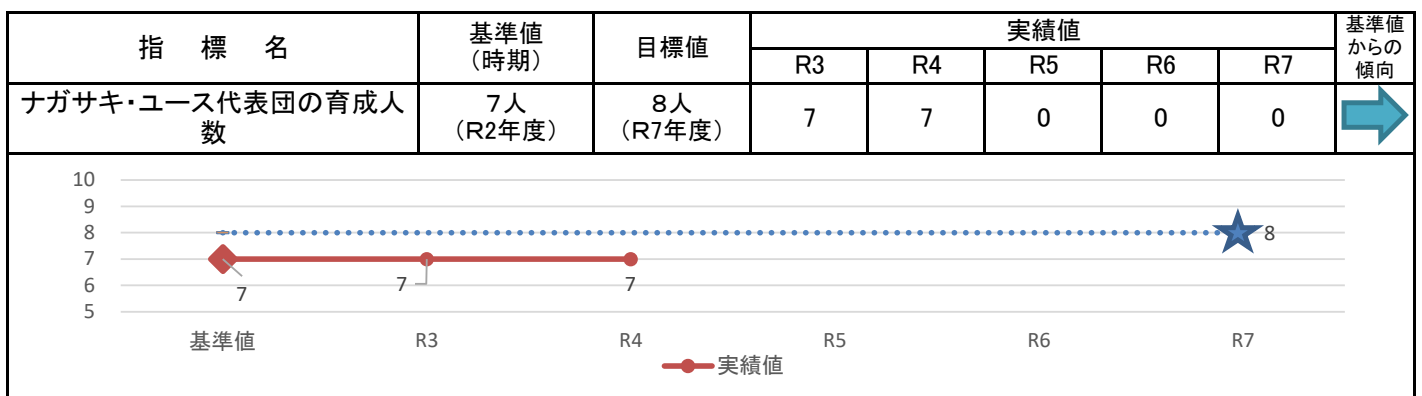 指 標 名
基準値
(時期)
目標値
実績値
基準値
からの
傾向
R3 R4 R5 R6 R7
ナガサキ・ユース代表団の育成人
数
7人
(R2年度)
8人
(R7年度)
7 7 0 0 0
10
9
8
7
6
5
8
7 7 7
基準値 R3 R4 R5 R6 R7
実績値